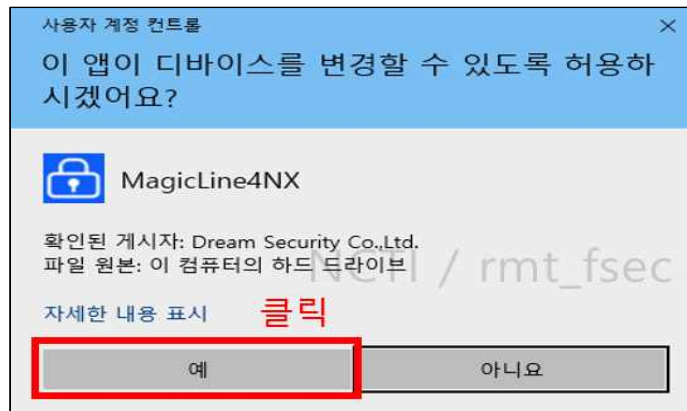 사용자 계정 컨트롤
이 앱이 디바이스를 변경할 수 있도록 허용하
시겠어요?
MagicLine4NX
확인된 게시자: Dream Security Co.,Ltd.
파일 원본: 이 컴퓨터의 하드 드라이브
NCTI / rmt_fsec
자세한 내용 표시
클릭
예
아니요